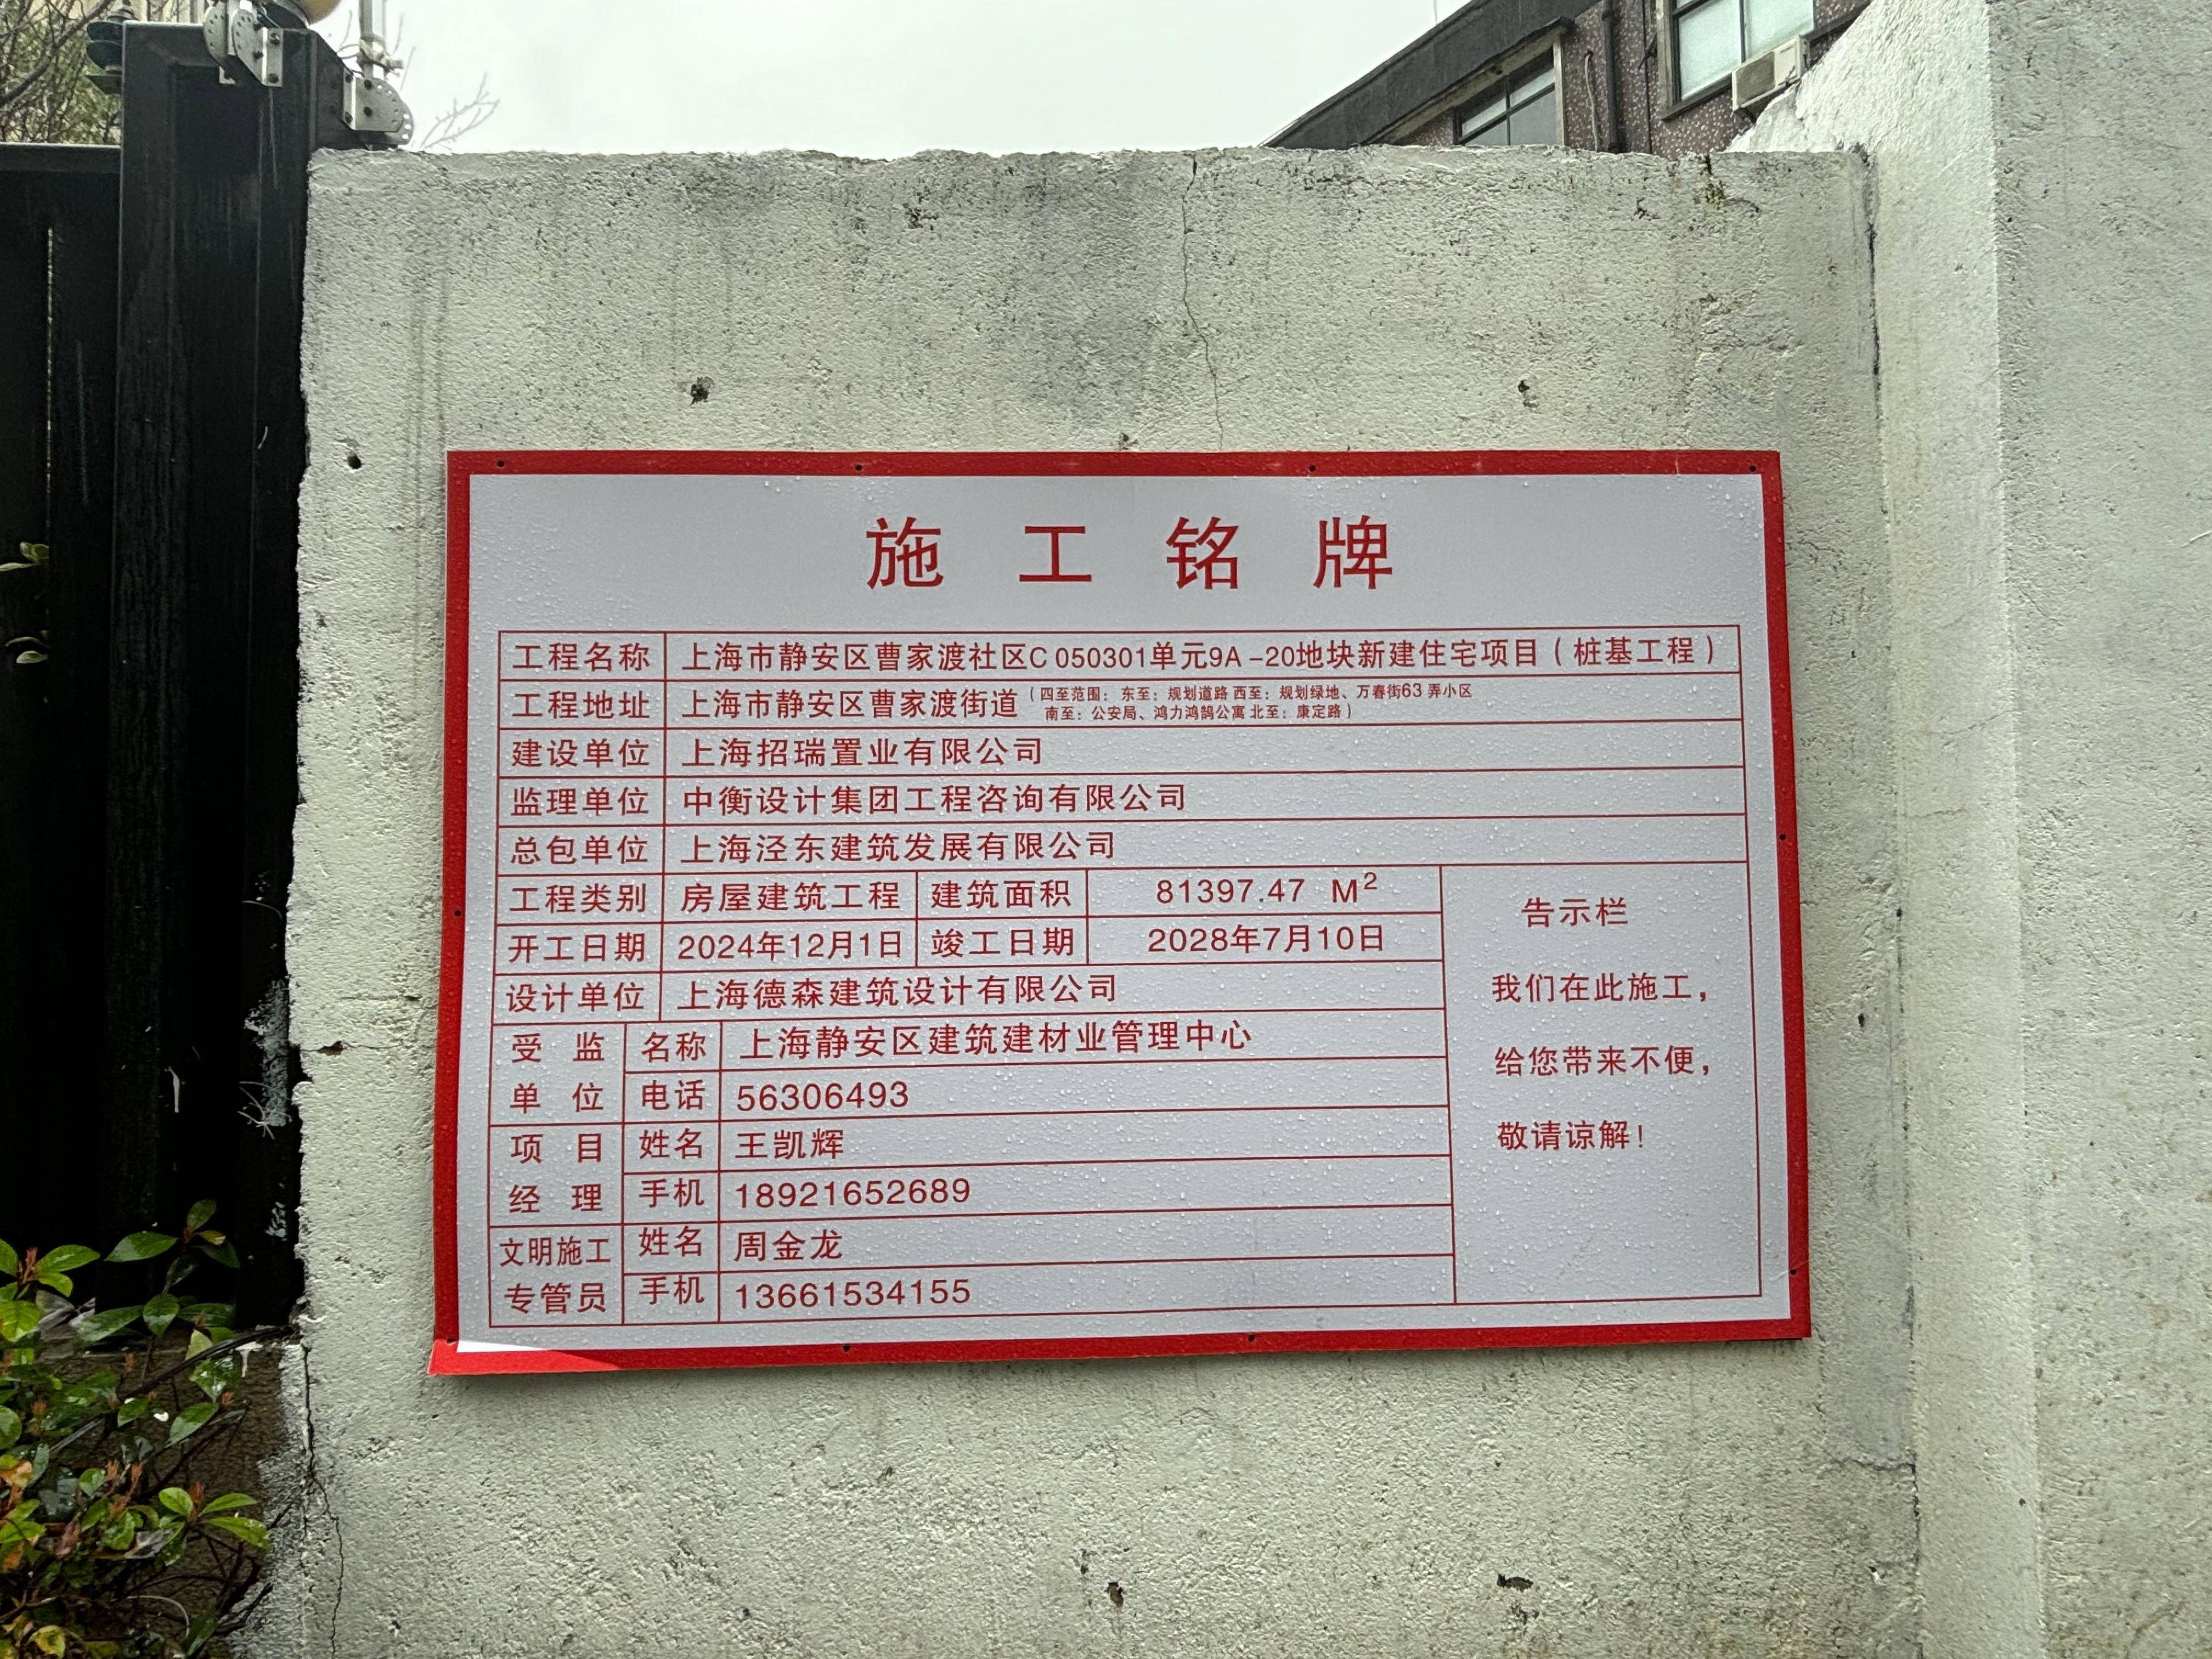 施工铭牌
工程名称 上海市静安区曹家渡社区C050301单元9A-20地块新建住宅项目(桩基工程)
工程地址 上海市静安区曹家渡街道(四至范围:东至:规划道路 西至:规划绿地、万春街63弄小区
南至:公安局、鸿力鸿鹄公寓 北至:康定路)
建设单位 上海招瑞置业有限公司
监理单位 中衡设计集团工程咨询有限公司
总包单位 上海泾东建筑发展有限公司
工程类别 房屋建筑工程 建筑面积 81397.47 M²
开工日期 2024年12月1日 竣工日期 2028年7月10日
设计单位 上海德森建筑设计有限公司
受监单位 名称 上海静安区建筑建材业管理中心
电话 56306493
项目经理 姓名 王凯辉
手机 18921652689
文明施工专管员 姓名 周金龙
手机 13661534155
告示栏
我们在此施工,
给您带来不便,
敬请谅解!